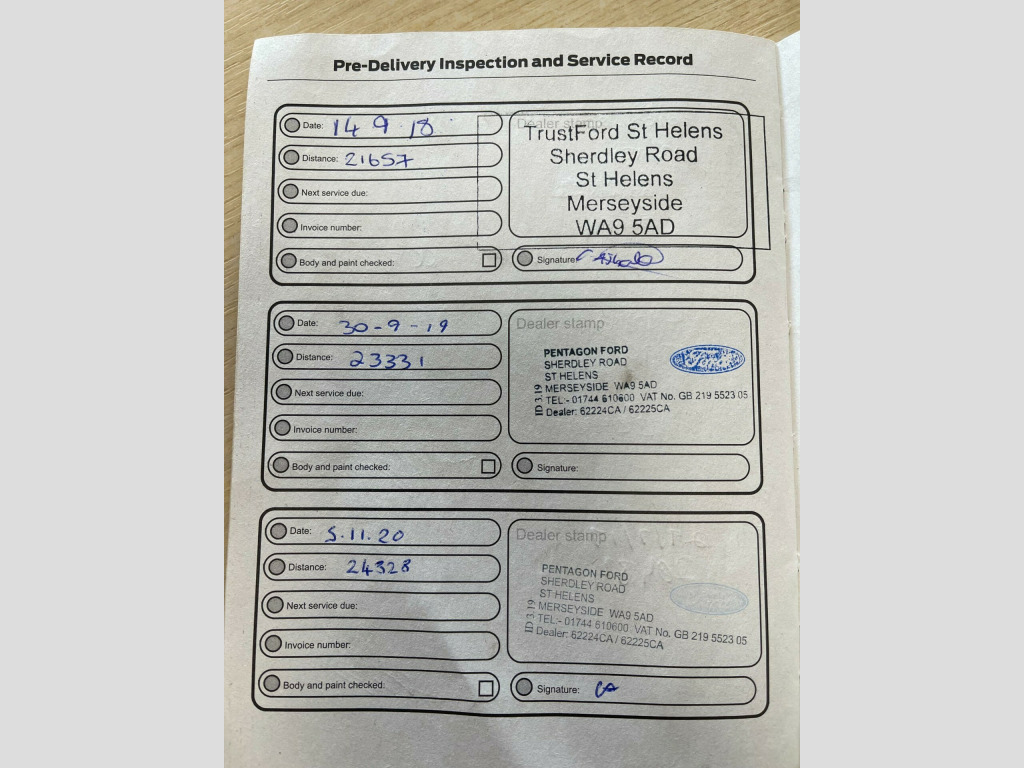 Pre-Delivery Inspection and Service Record
Date: 14 9 . 18
Distance: 21657
Next service due:
Invoice number:
Body and paint checked:
Dealer stamp
TrustFord St Helens
Sherdley Road
St Helens
Merseyside
WA9 5AD
Signature:
Date: 30-9-19
Distance: 23331
Next service due:
Invoice number:
Body and paint checked:
Dealer stamp
PENTAGON FORD
SHERDLEY ROAD
ST HELENS
MERSEYSIDE WA9 5AD
TEL:- 01744 610600 VAT No. GB 219 5523 05
Dealer: 62224CA / 62225CA
ID 3.19
Signature:
Date: 5.11.20
Distance: 24328
Next service due:
Invoice number:
Body and paint checked:
Dealer stamp
PENTAGON FORD
SHERDLEY ROAD
ST HELENS
MERSEYSIDE WA9 5AD
TEL:- 01744 610600 VAT No. GB 219 5523 05
Dealer: 62224CA / 62225CA
ID 3.19
Signature: